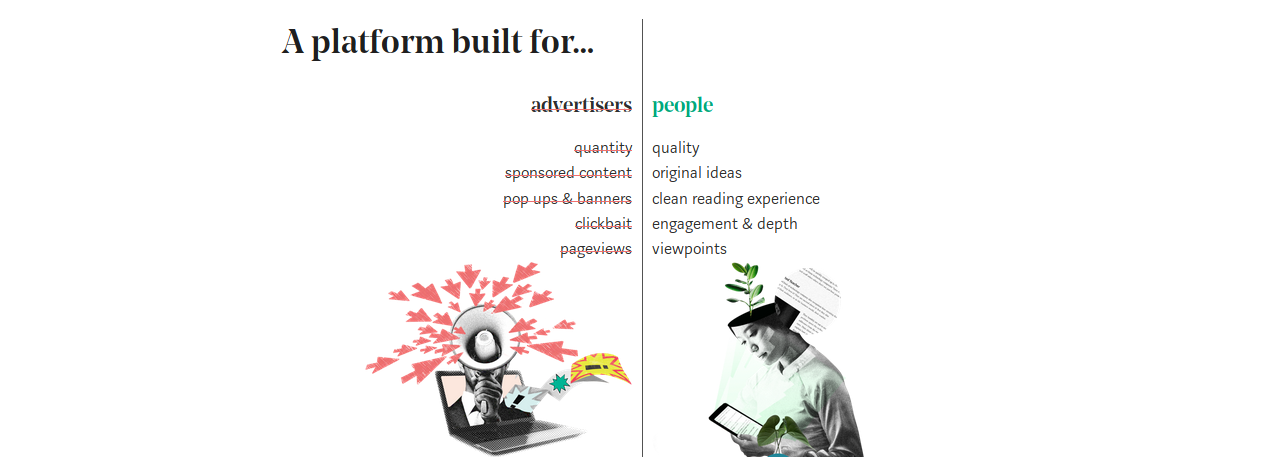 A platform built for...
advertisers people
quantity quality
sponsored content original ideas
pop ups & banners clean reading experience
clickbait engagement & depth
pageviews viewpoints